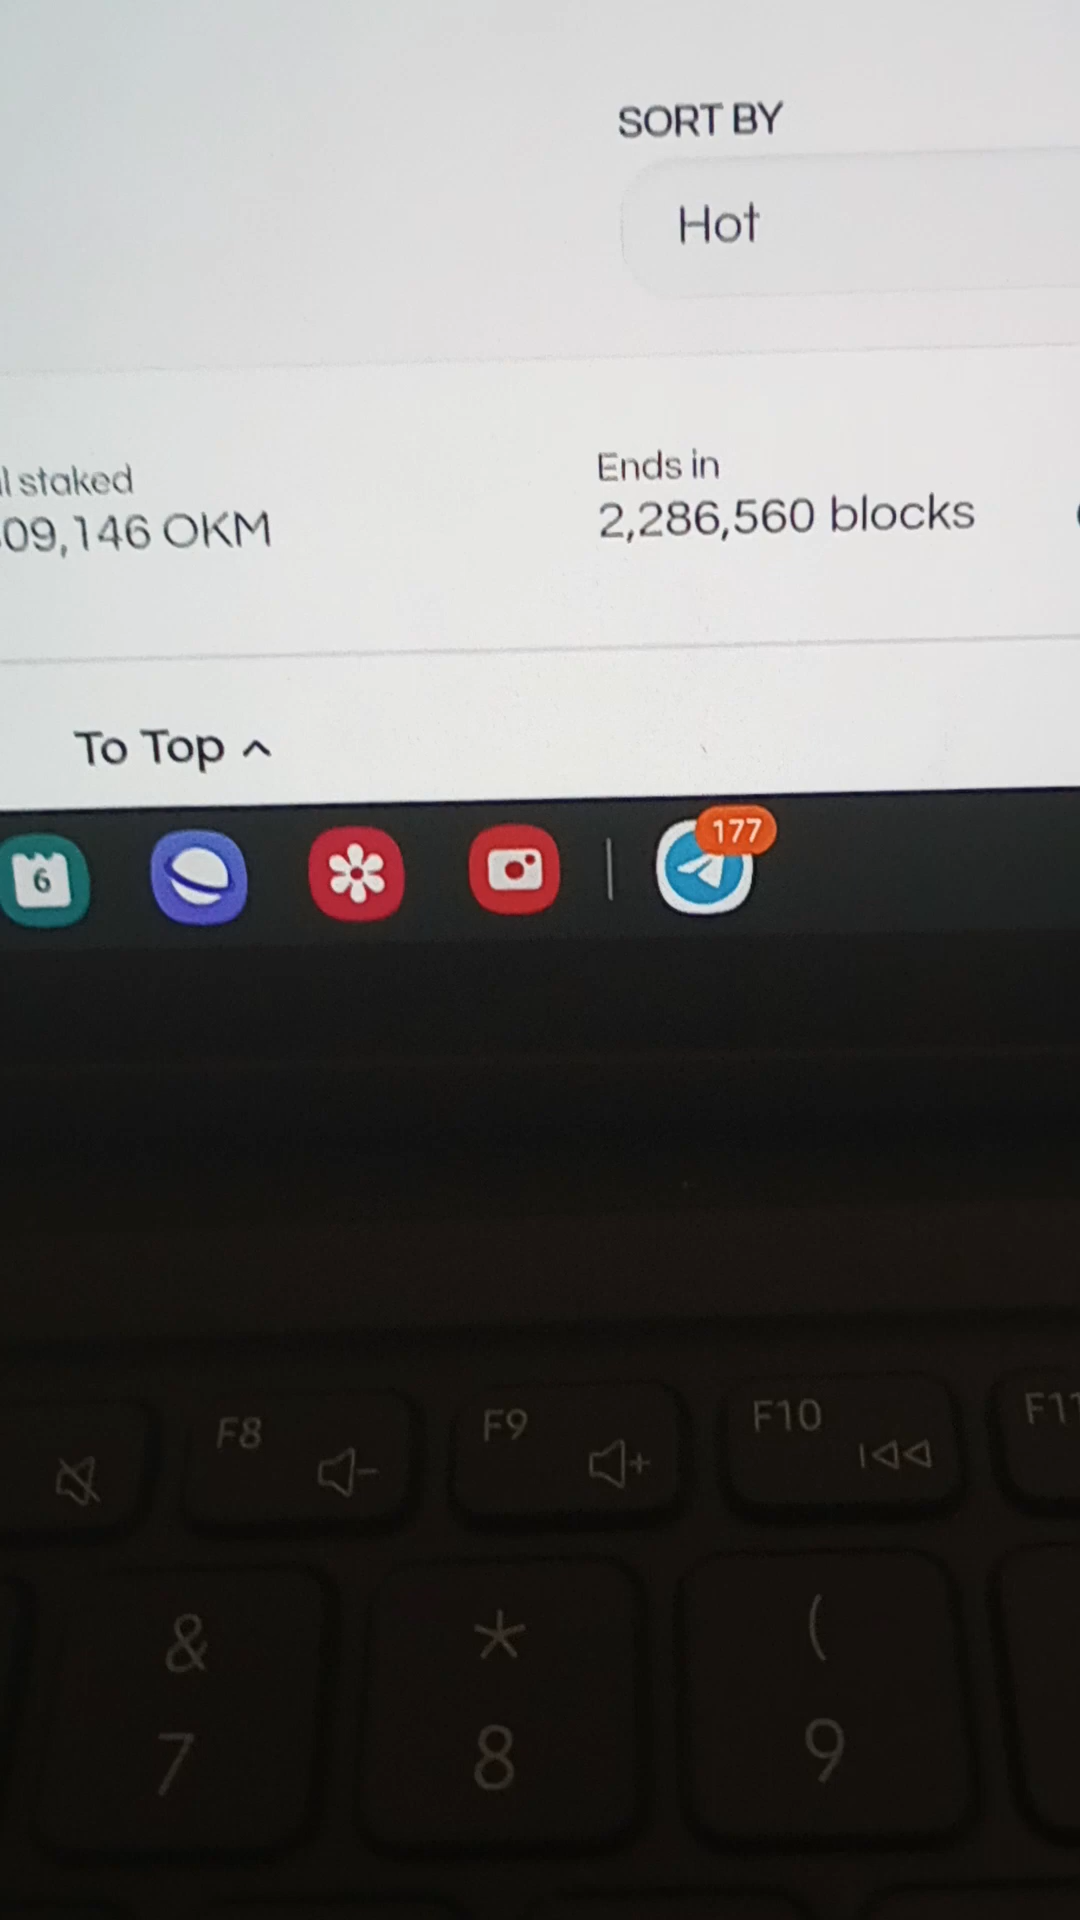 SORT BY
Hot
l staked
09,146 OKM
Ends in
2,286,560 blocks
To Top ^
6
177
F8
F9
F10
F11
&
*
(
7
8
9